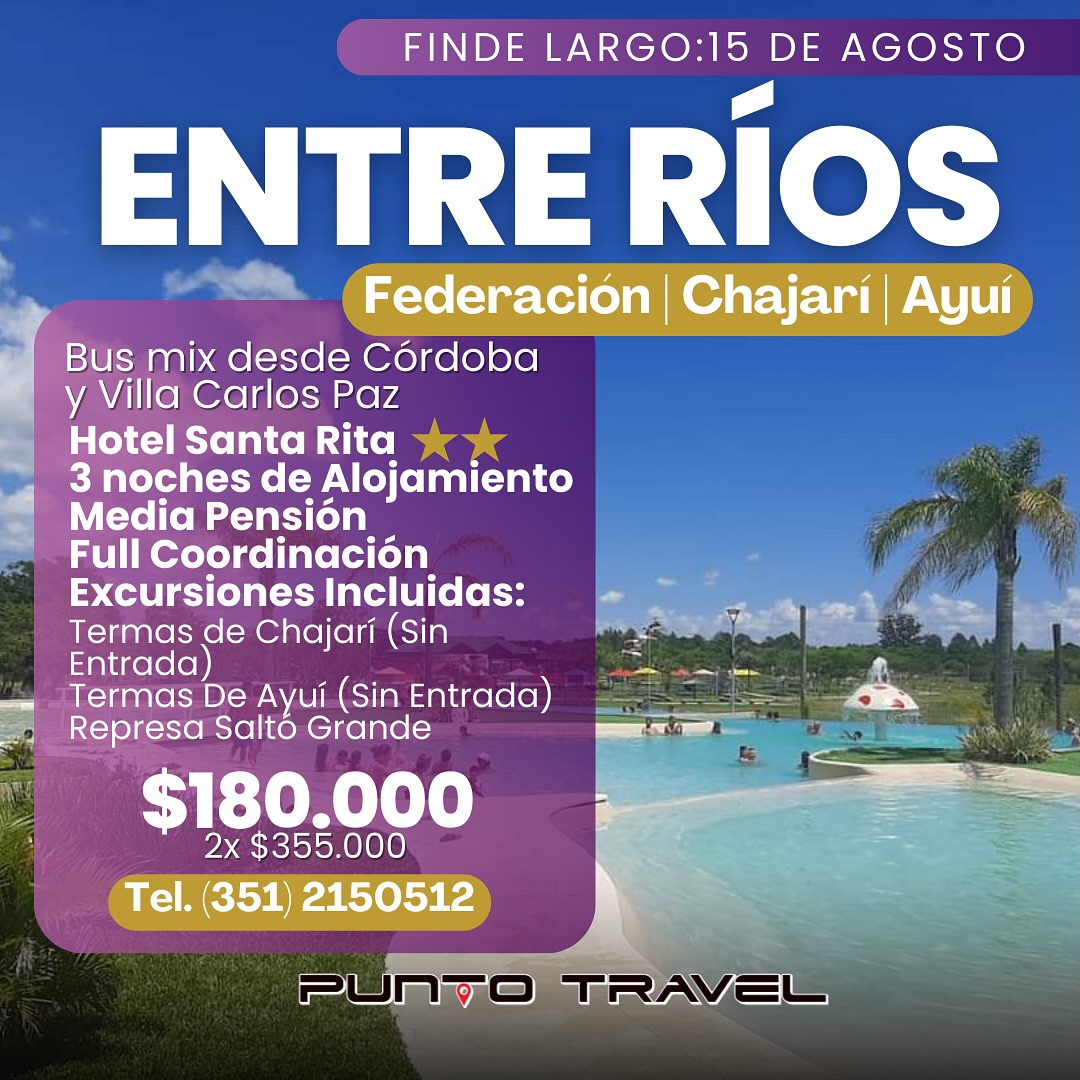 FINDE LARGO:15 DE AGOSTO
ENTRE RÍOS
Federación | Chajarí | Ayuí
Bus mix desde Córdoba
y Villa Carlos Paz
Hotel Santa Rita
3 noches de Alojamiento
Media Pensión
Full Coordinación
Excursiones Incluidas:
Termas de Chajarí (Sin
Entrada)
Termas De Ayuí (Sin Entrada)
Represa Saltó Grande
$180.000
2x $355.000
Tel. (351) 2150512
PUNTO TRAVEL